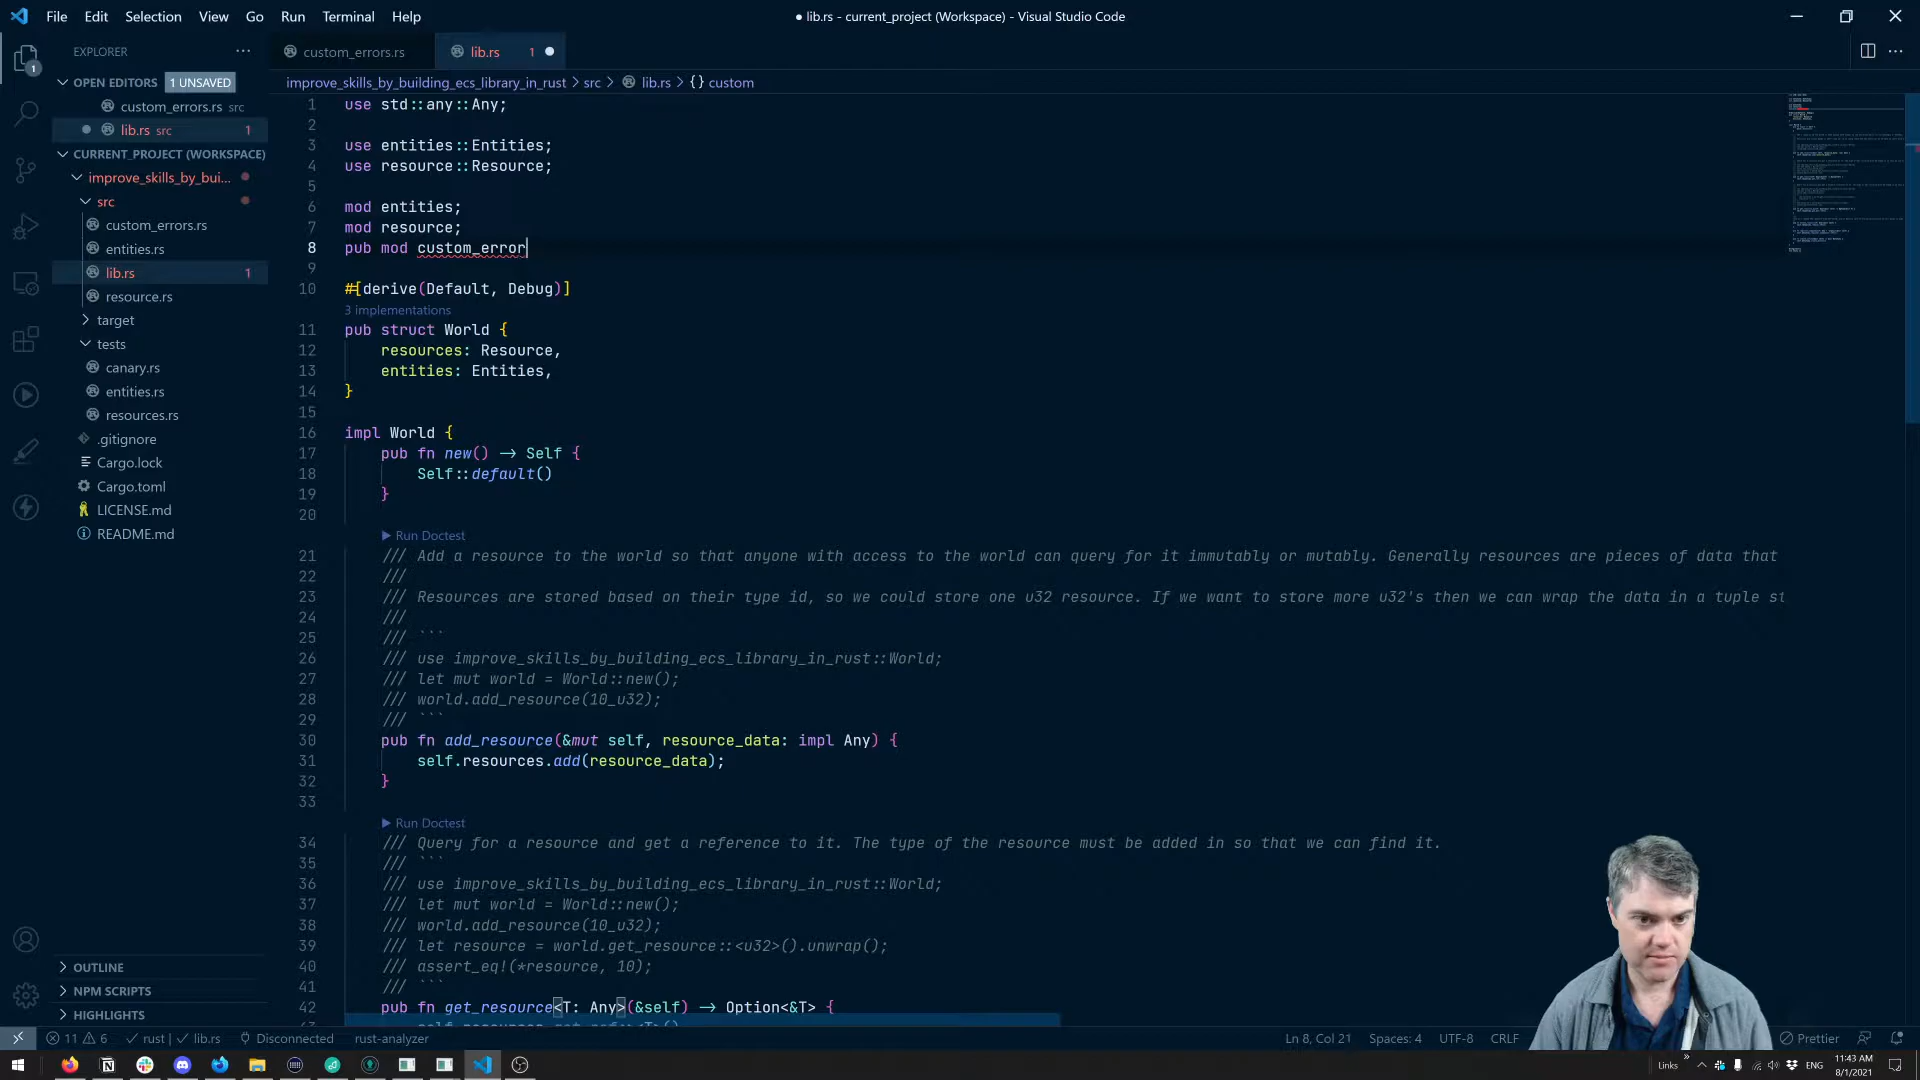 File Edit Selection View Go Run Terminal Help
● lib.rs - current_project (Workspace) - Visual Studio Code
EXPLORER ···
OPEN EDITORS 1 UNSAVED
custom_errors.rs src
lib.rs src 1
CURRENT_PROJECT (WORKSPACE)
improve_skills_by_bui...
src
custom_errors.rs
entities.rs
lib.rs 1
resource.rs
target
tests
canary.rs
entities.rs
resources.rs
.gitignore
Cargo.lock
Cargo.toml
LICENSE.md
README.md
OUTLINE
NPM SCRIPTS
HIGHLIGHTS
custom_errors.rs lib.rs 1 ●
improve_skills_by_building_ecs_library_in_rust > src > lib.rs > {} custom
1 use std::any::Any;
2
3 use entities::Entities;
4 use resource::Resource;
5
6 mod entities;
7 mod resource;
8 pub mod custom_error
9
10 #[derive(Default, Debug)]
3 implementations
11 pub struct World {
12 resources: Resource,
13 entities: Entities,
14 }
15
16 impl World {
17 pub fn new() → Self {
18 Self::default()
19 }
20
▶ Run Doctest
21 /// Add a resource to the world so that anyone with access to the world can query for it immutably or mutably. Generally resources are pieces of data that
22 ///
23 /// Resources are stored based on their type id, so we could store one u32 resource. If we want to store more u32's then we can wrap the data in a tuple st
24 ///
25 /// ```
26 /// use improve_skills_by_building_ecs_library_in_rust::World;
27 /// let mut world = World::new();
28 /// world.add_resource(10_u32);
29 /// ```
30 pub fn add_resource(&mut self, resource_data: impl Any) {
31 self.resources.add(resource_data);
32 }
33
▶ Run Doctest
34 /// Query for a resource and get a reference to it. The type of the resource must be added in so that we can find it.
35 /// ```
36 /// use improve_skills_by_building_ecs_library_in_rust::World;
37 /// let mut world = World::new();
38 /// world.add_resource(10_u32);
39 /// let resource = world.get_resource::<u32>().unwrap();
40 /// assert_eq!(*resource, 10);
41 /// ```
42 pub fn get_resource<T: Any>(&self) → Option<&T> {
11 6 rust | lib.rs Disconnected rust-analyzer
Ln 8, Col 21 Spaces: 4 UTF-8 CRLF Prettier
Links » ENG 11:43 AM
8/1/2021